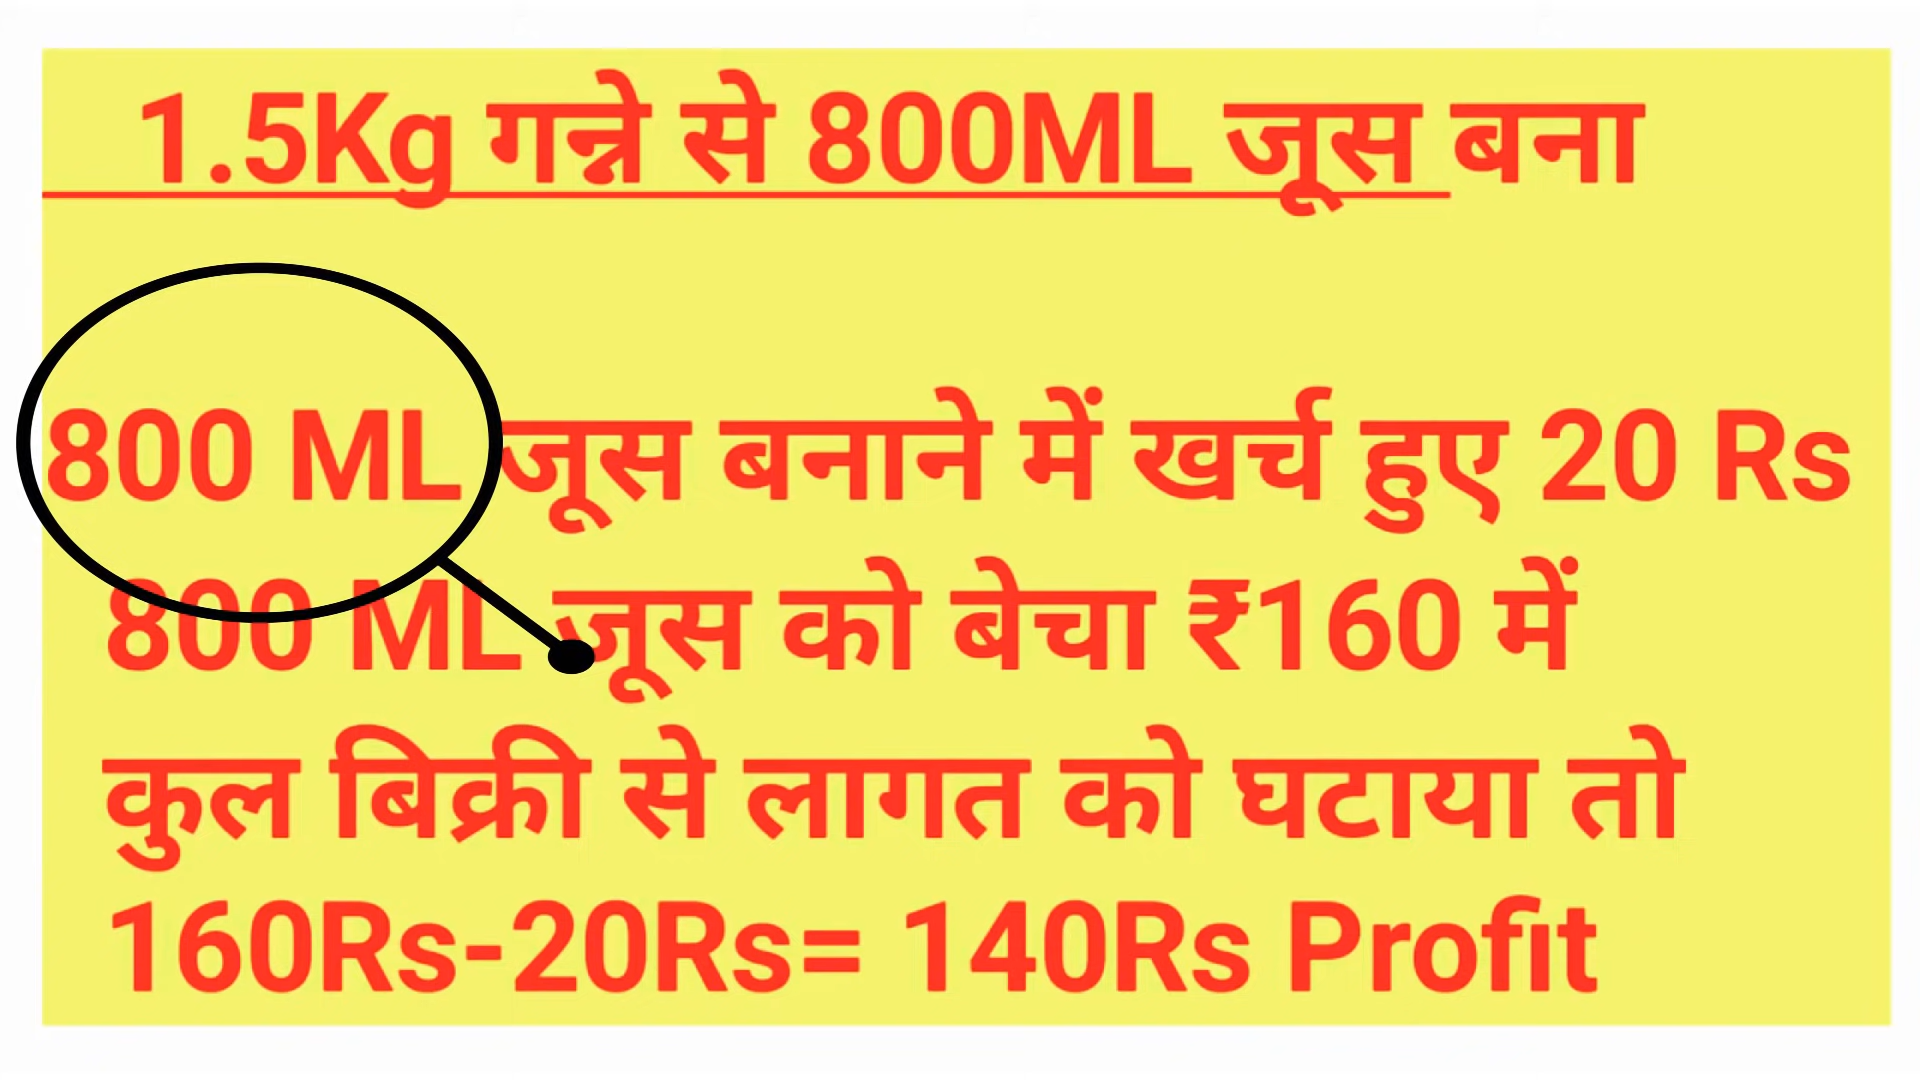 1.5Kg गन्ने से 800ML जूस बना
800 ML जूस बनाने में खर्च हुए 20 Rs
800 ML जूस को बेचा ₹160 में
कुल बिक्री से लागत को घटाया तो
160Rs-20Rs= 140Rs Profit